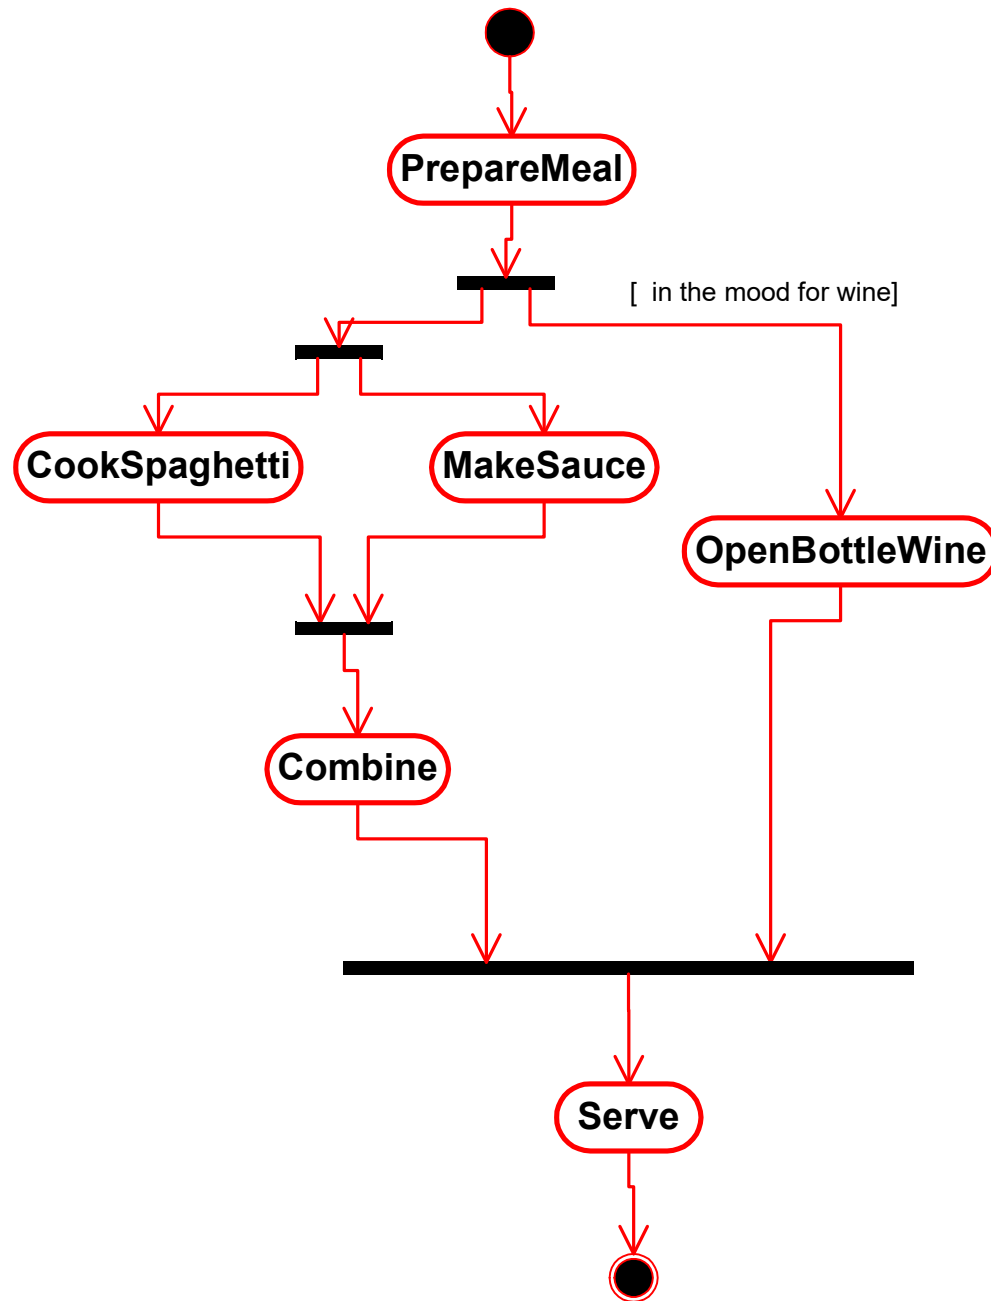 PrepareMeal
[ in the mood for wine]
CookSpaghetti
MakeSauce
OpenBottleWine
Combine
Serve